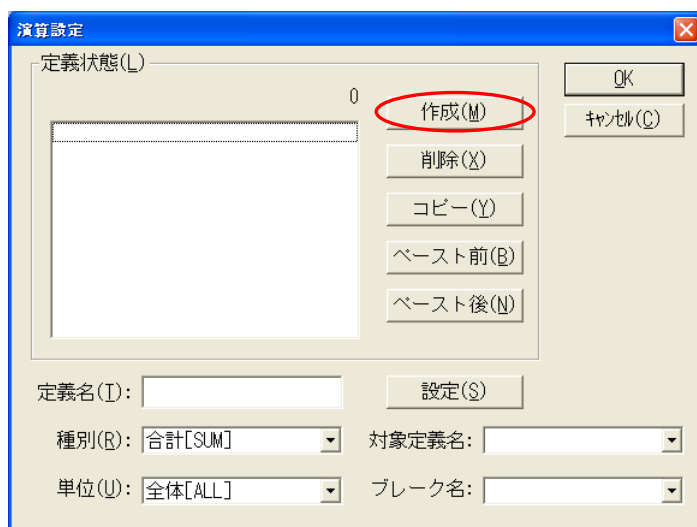 演算設定
定義状態(L)
0
作成(M)
削除(X)
コピー(Y)
ペースト前(B)
ペースト後(N)
OK
ｷｬﾝｾﾙ(C)
定義名(T):
設定(S)
種別(R): 合計[SUM]
対象定義名:
単位(U): 全体[ALL]
ブレーク名: